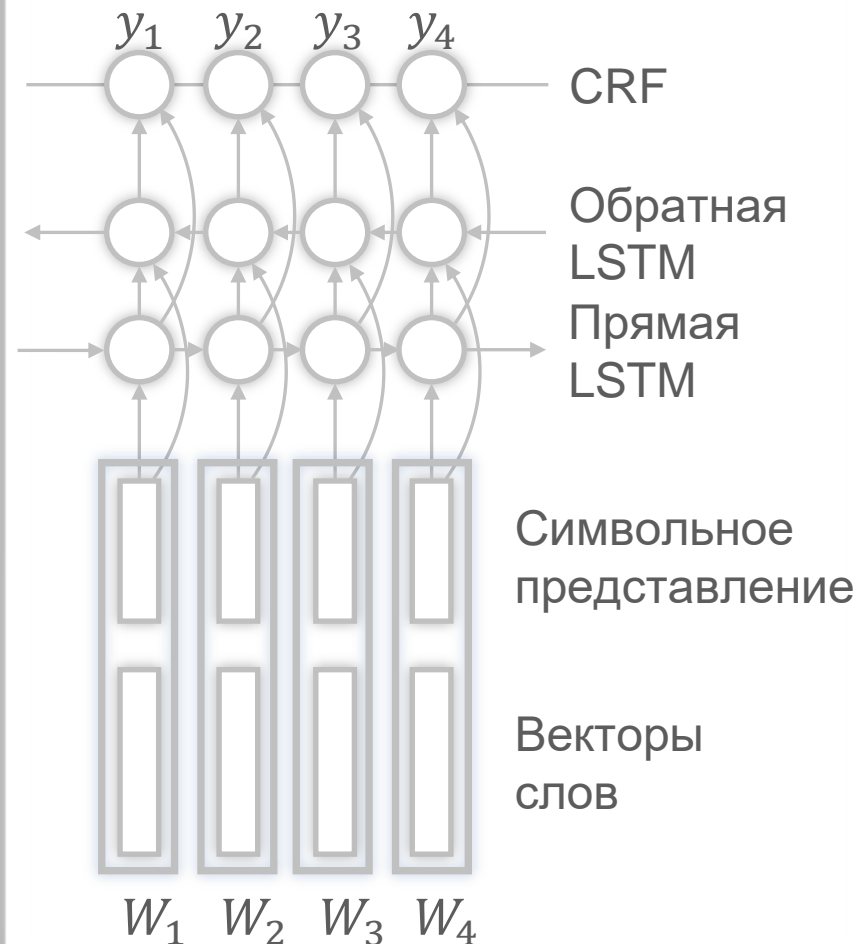 y₁ y₂ y₃ y₄
CRF
Обратная
LSTM
Прямая
LSTM
Символьное
представление
Векторы
слов
W₁ W₂ W₃ W₄